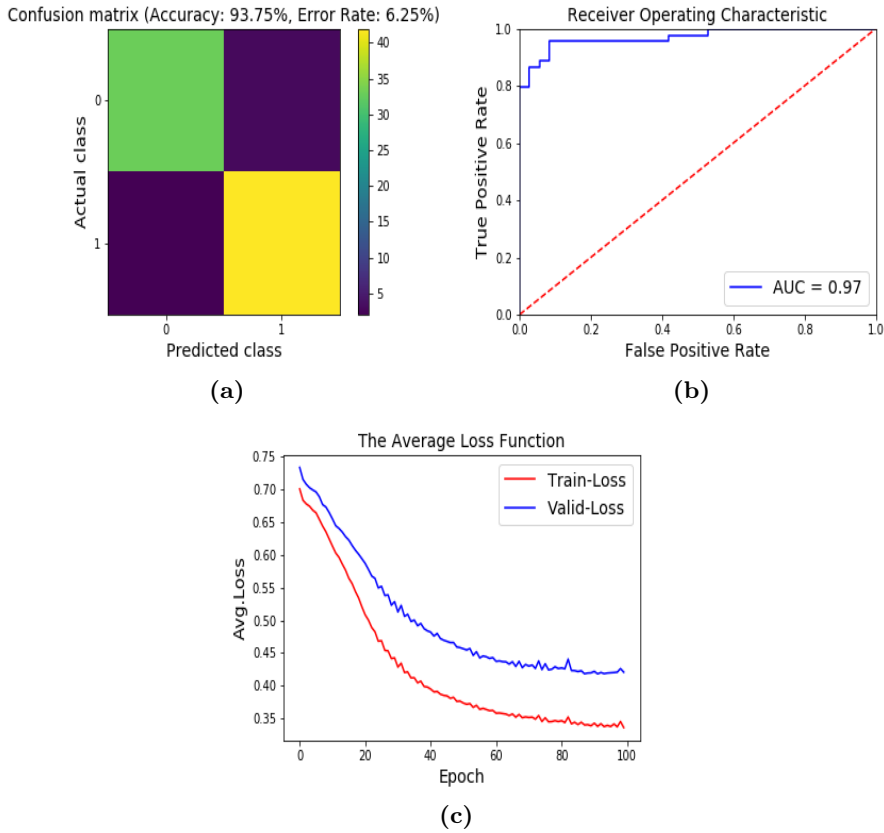 Confusion matrix (Accuracy: 93.75%, Error Rate: 6.25%)
Actual class
0
1
0
1
Predicted class
40
35
30
25
20
15
10
5
(a)
Receiver Operating Characteristic
True Positive Rate
1.0
0.8
0.6
0.4
0.2
0.0
0.0
0.2
0.4
0.6
0.8
1.0
False Positive Rate
AUC = 0.97
(b)
The Average Loss Function
Avg.Loss
0.75
0.70
0.65
0.60
0.55
0.50
0.45
0.40
0.35
0
20
40
60
80
100
Epoch
Train-Loss
Valid-Loss
(c)